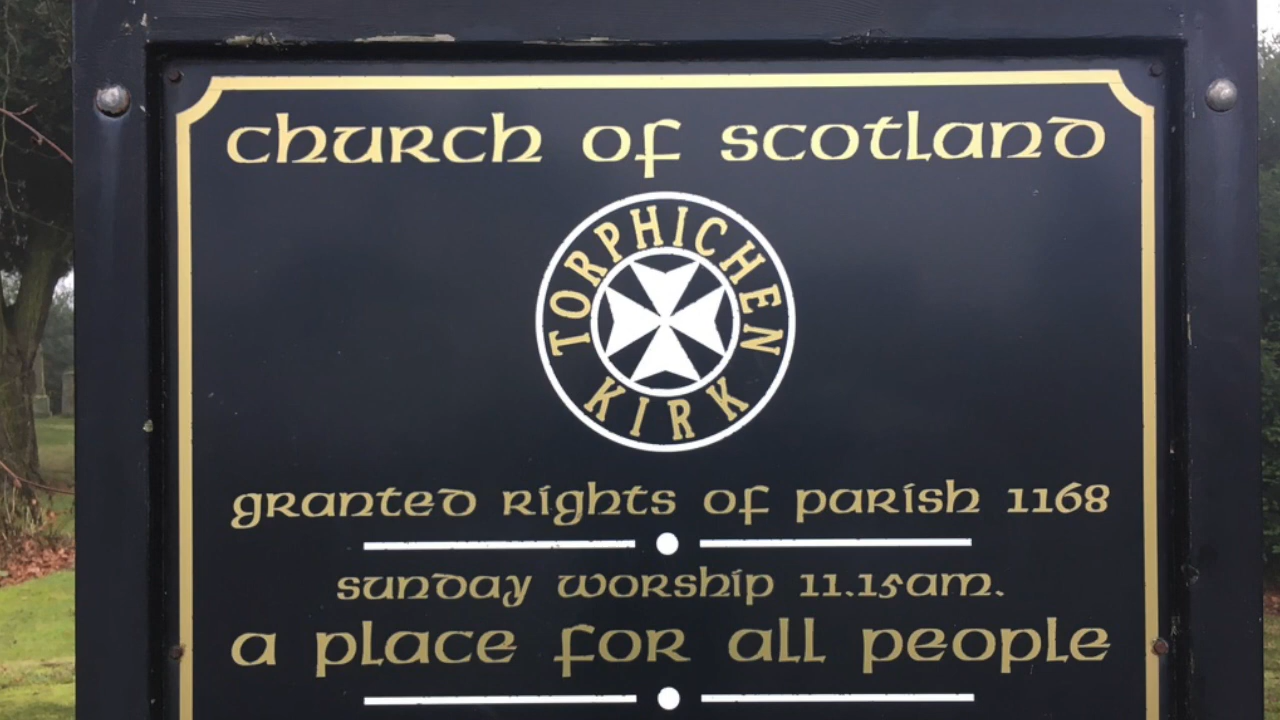 church of scotland
TORPHICHEN
KIRK
granted rights of parish 1168
sunday worship 11.15am.
a place for all people